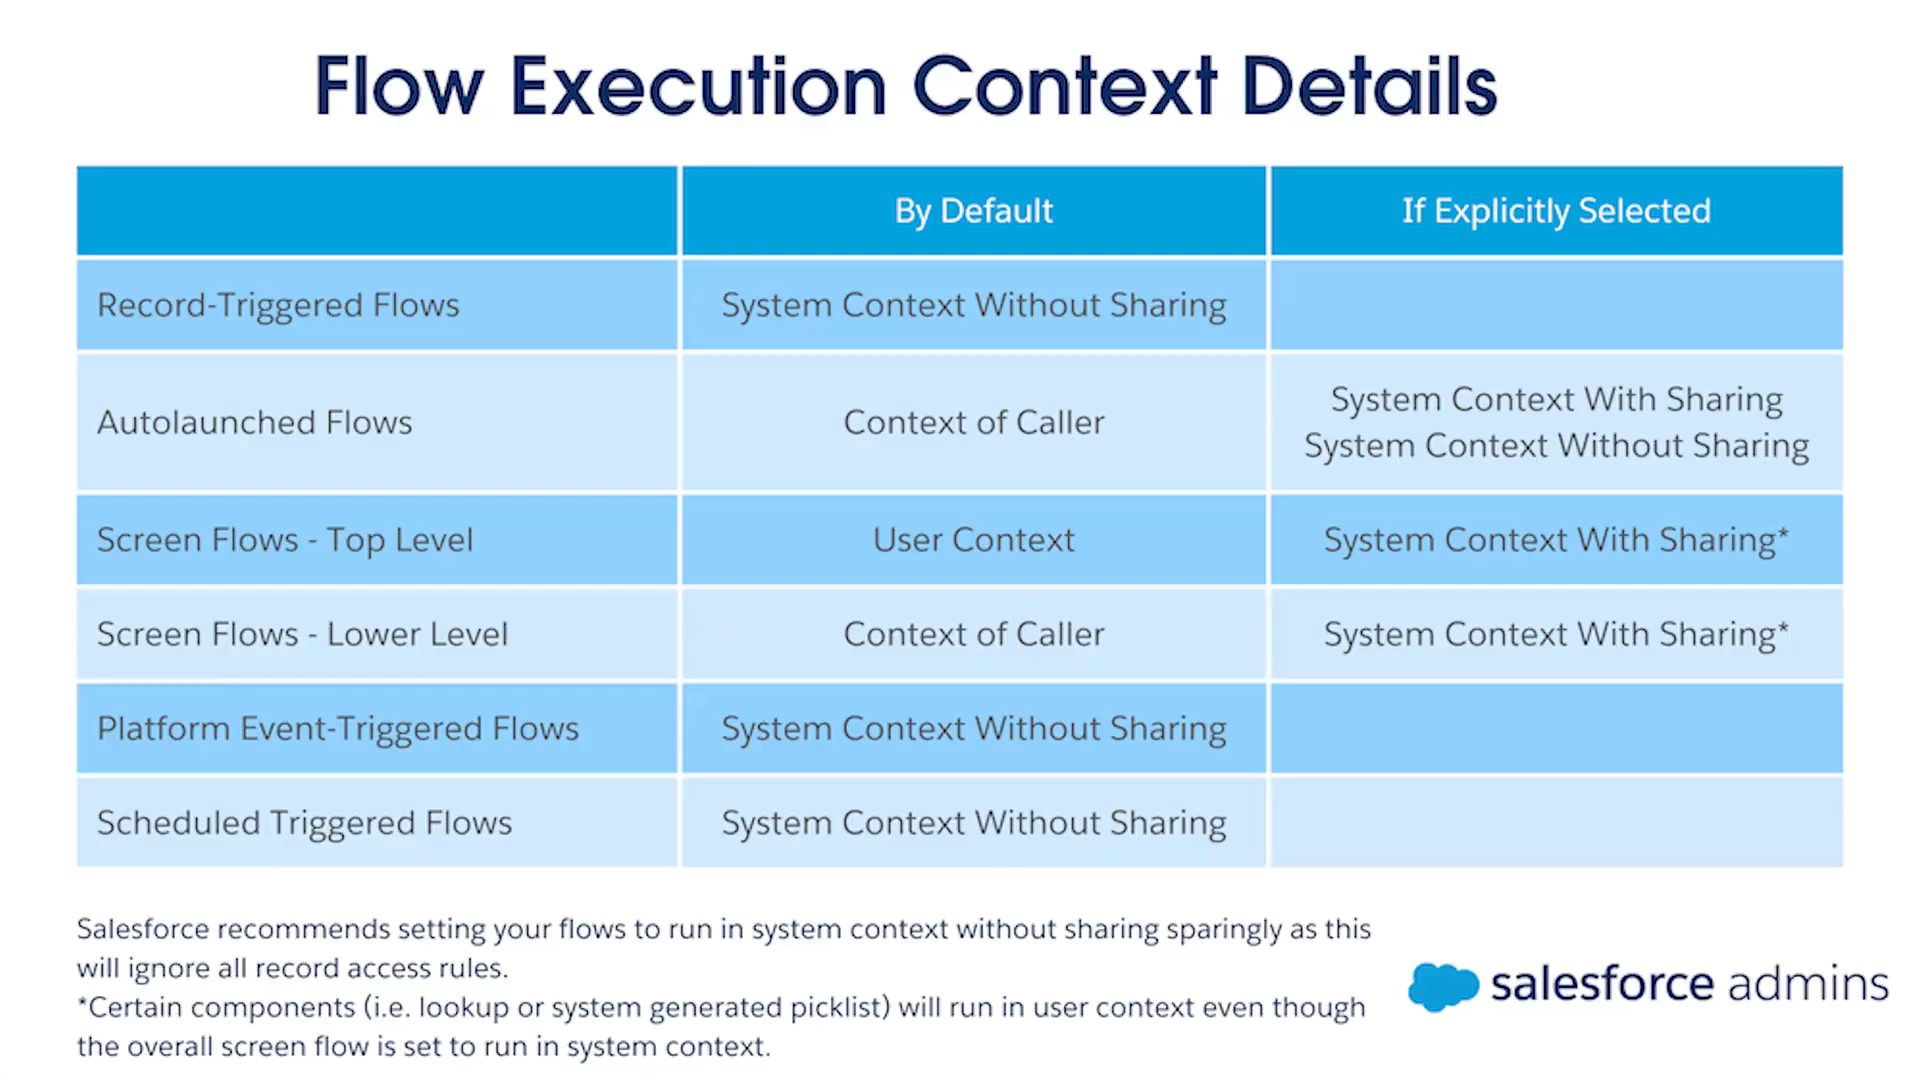 Flow Execution Context Details
By Default
If Explicitly Selected
Record-Triggered Flows
System Context Without Sharing
Autolaunched Flows
Context of Caller
System Context With Sharing
System Context Without Sharing
Screen Flows - Top Level
User Context
System Context With Sharing*
Screen Flows - Lower Level
Context of Caller
System Context With Sharing*
Platform Event-Triggered Flows
System Context Without Sharing
Scheduled Triggered Flows
System Context Without Sharing
Salesforce recommends setting your flows to run in system context without sharing sparingly as this
will ignore all record access rules.
*Certain components (i.e. lookup or system generated picklist) will run in user context even though
the overall screen flow is set to run in system context.
salesforce admins